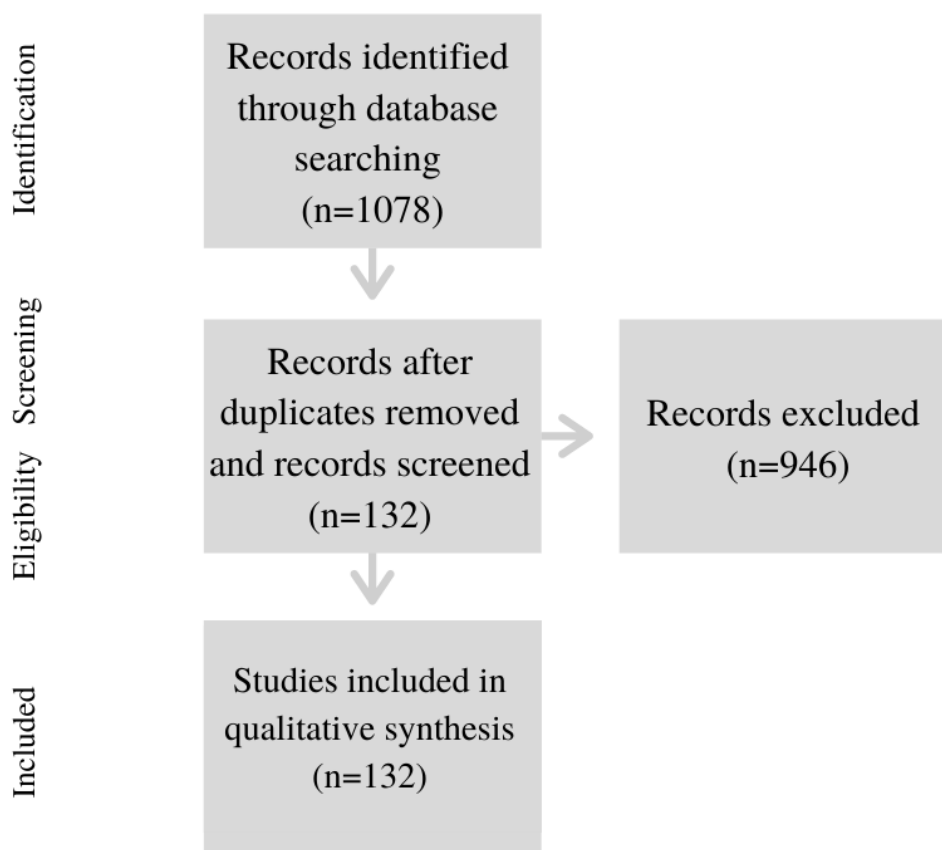 Identification
Records identified
through database
searching
(n=1078)
Screening
Records after
duplicates removed
and records screened
(n=132)
Records excluded
(n=946)
Eligibility
Included
Studies included in
qualitative synthesis
(n=132)